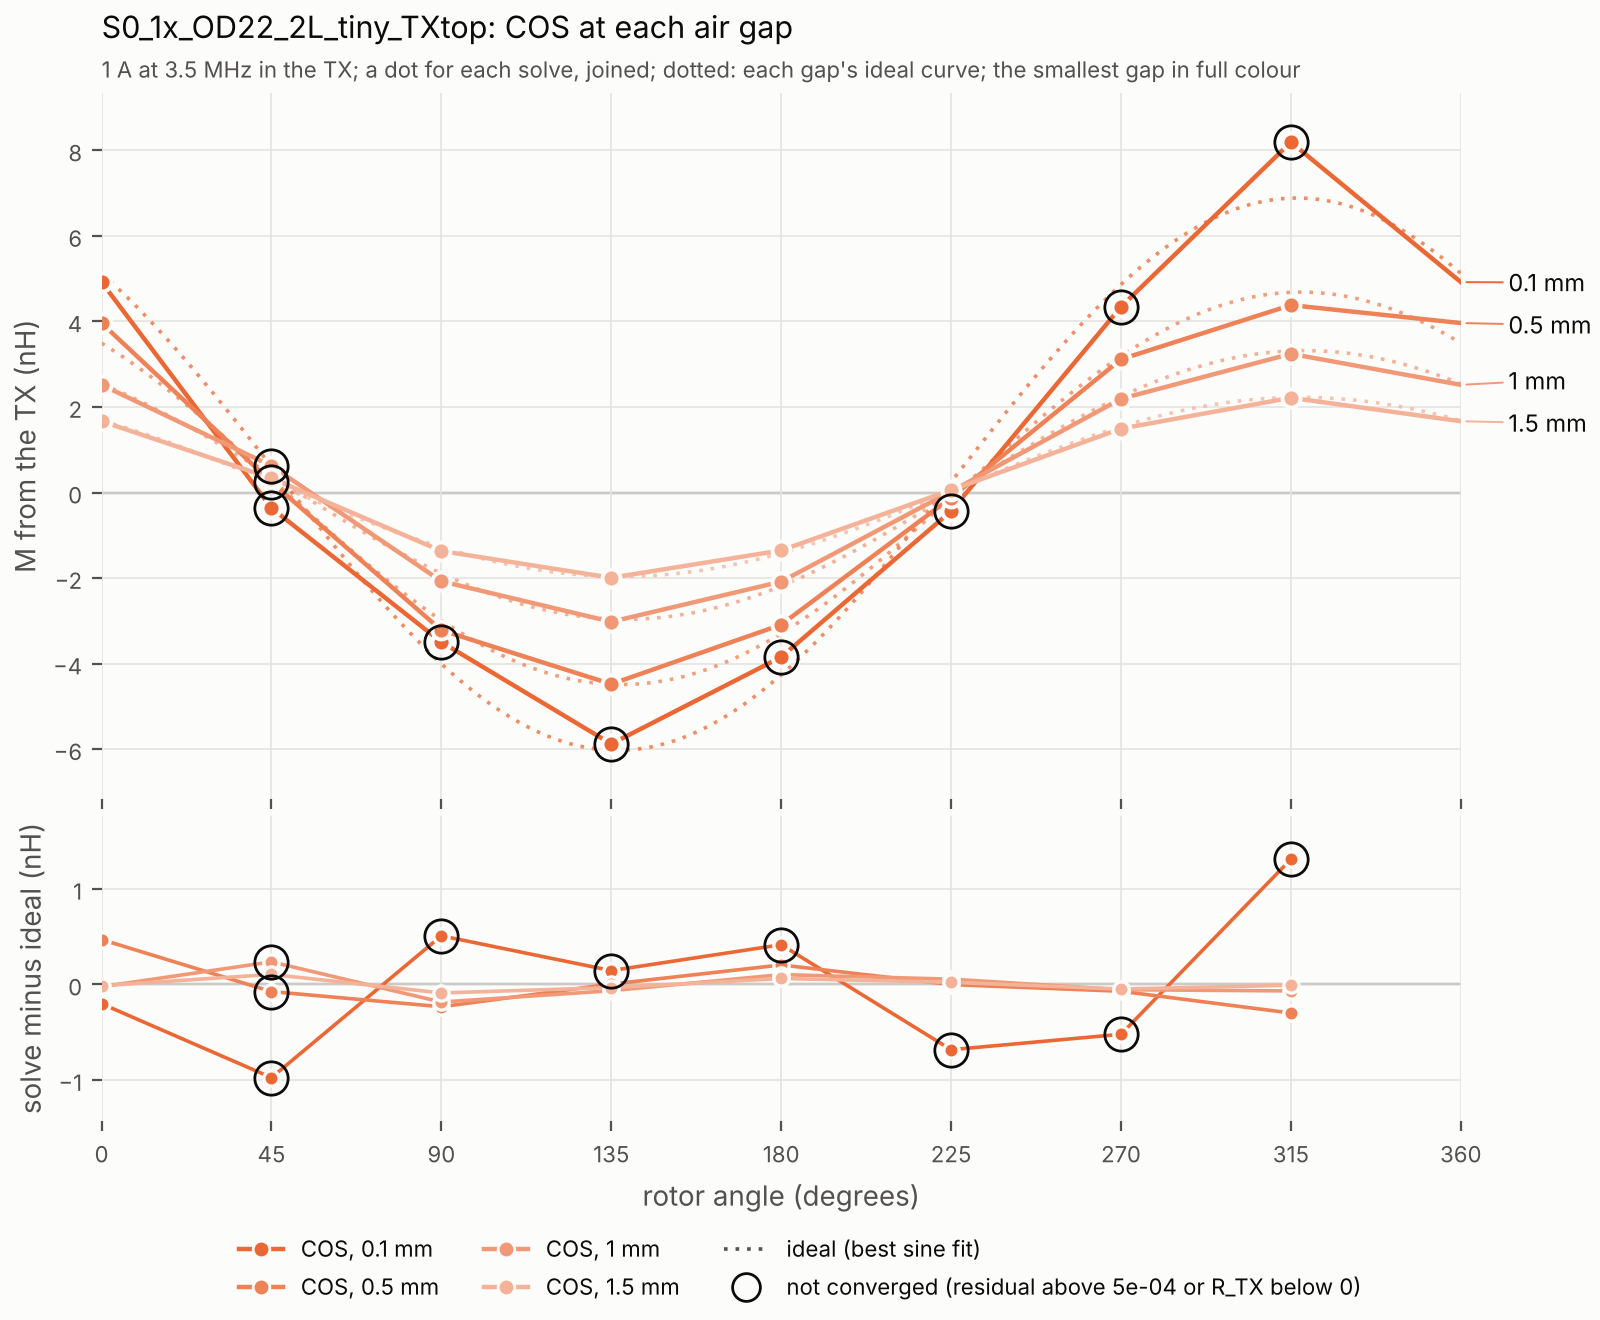 S0_1x_OD22_2L_tiny_TXtop: COS at each air gap
1 A at 3.5 MHz in the TX; a dot for each solve, joined; dotted: each gap's ideal curve; the smallest gap in full colour
M from the TX (nH)
8
6
4
2
0
−2
−4
−6
0.1 mm
0.5 mm
1 mm
1.5 mm
solve minus ideal (nH)
1
0
−1
0 45 90 135 180 225 270 315 360
rotor angle (degrees)
COS, 0.1 mm COS, 1 mm ideal (best sine fit)
COS, 0.5 mm COS, 1.5 mm not converged (residual above 5e-04 or R_TX below 0)